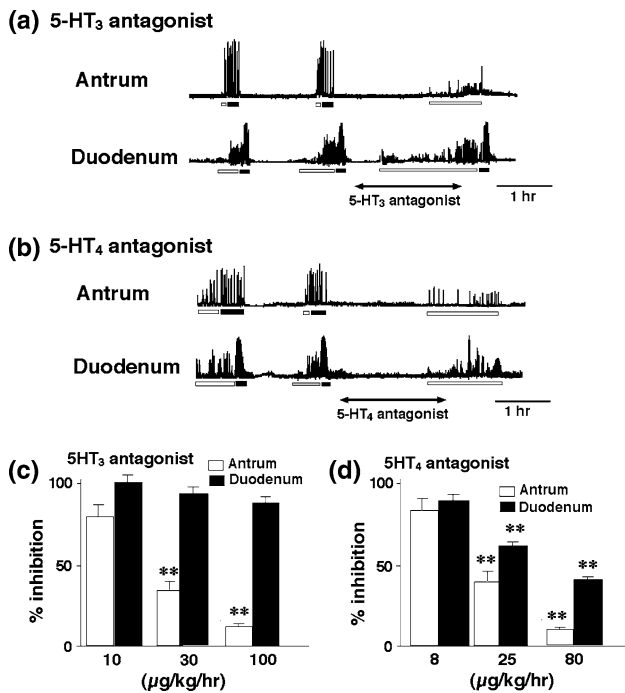 (a) 5-HT3 antagonist
Antrum
Duodenum
5-HT3 antagonist
1 hr
(b) 5-HT4 antagonist
Antrum
Duodenum
5-HT4 antagonist
1 hr
(c) 5HT3 antagonist
Antrum
Duodenum
% inhibition
100
50
0
**
**
10 30 100
(µg/kg/hr)
(d) 5HT4 antagonist
Antrum
Duodenum
% inhibition
100
50
0
**
**
**
**
8 25 80
(µg/kg/hr)